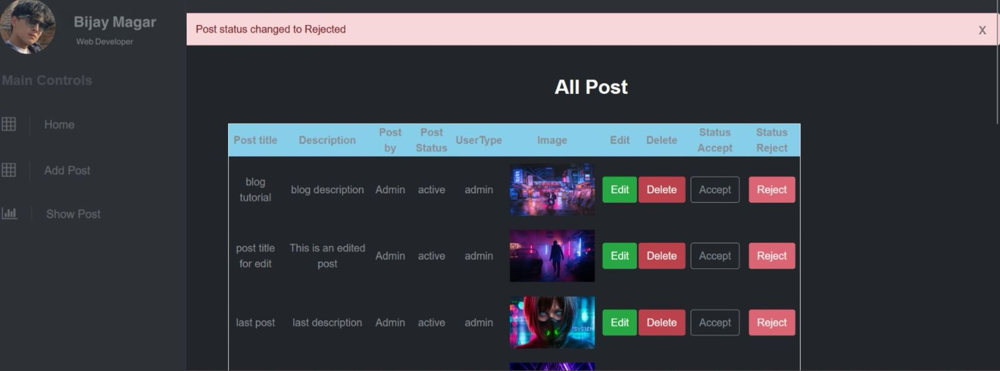 Bijay Magar
Web Developer
Main Controls
Home
Add Post
Show Post
Post status changed to Rejected
X
All Post
Post title Description Post by Post Status UserType Image Edit Delete Status Accept Status Reject
blog tutorial blog description Admin active admin Edit Delete Accept Reject
post title for edit This is an edited post Admin active admin Edit Delete Accept Reject
last post last description Admin active admin SYSTEM Edit Delete Accept Reject